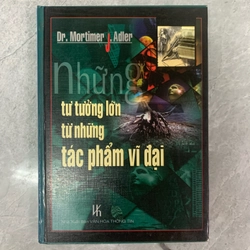 Dr. Mortimer J. Adler
Những
tư tưởng lớn
từ những
tác phẩm vĩ đại